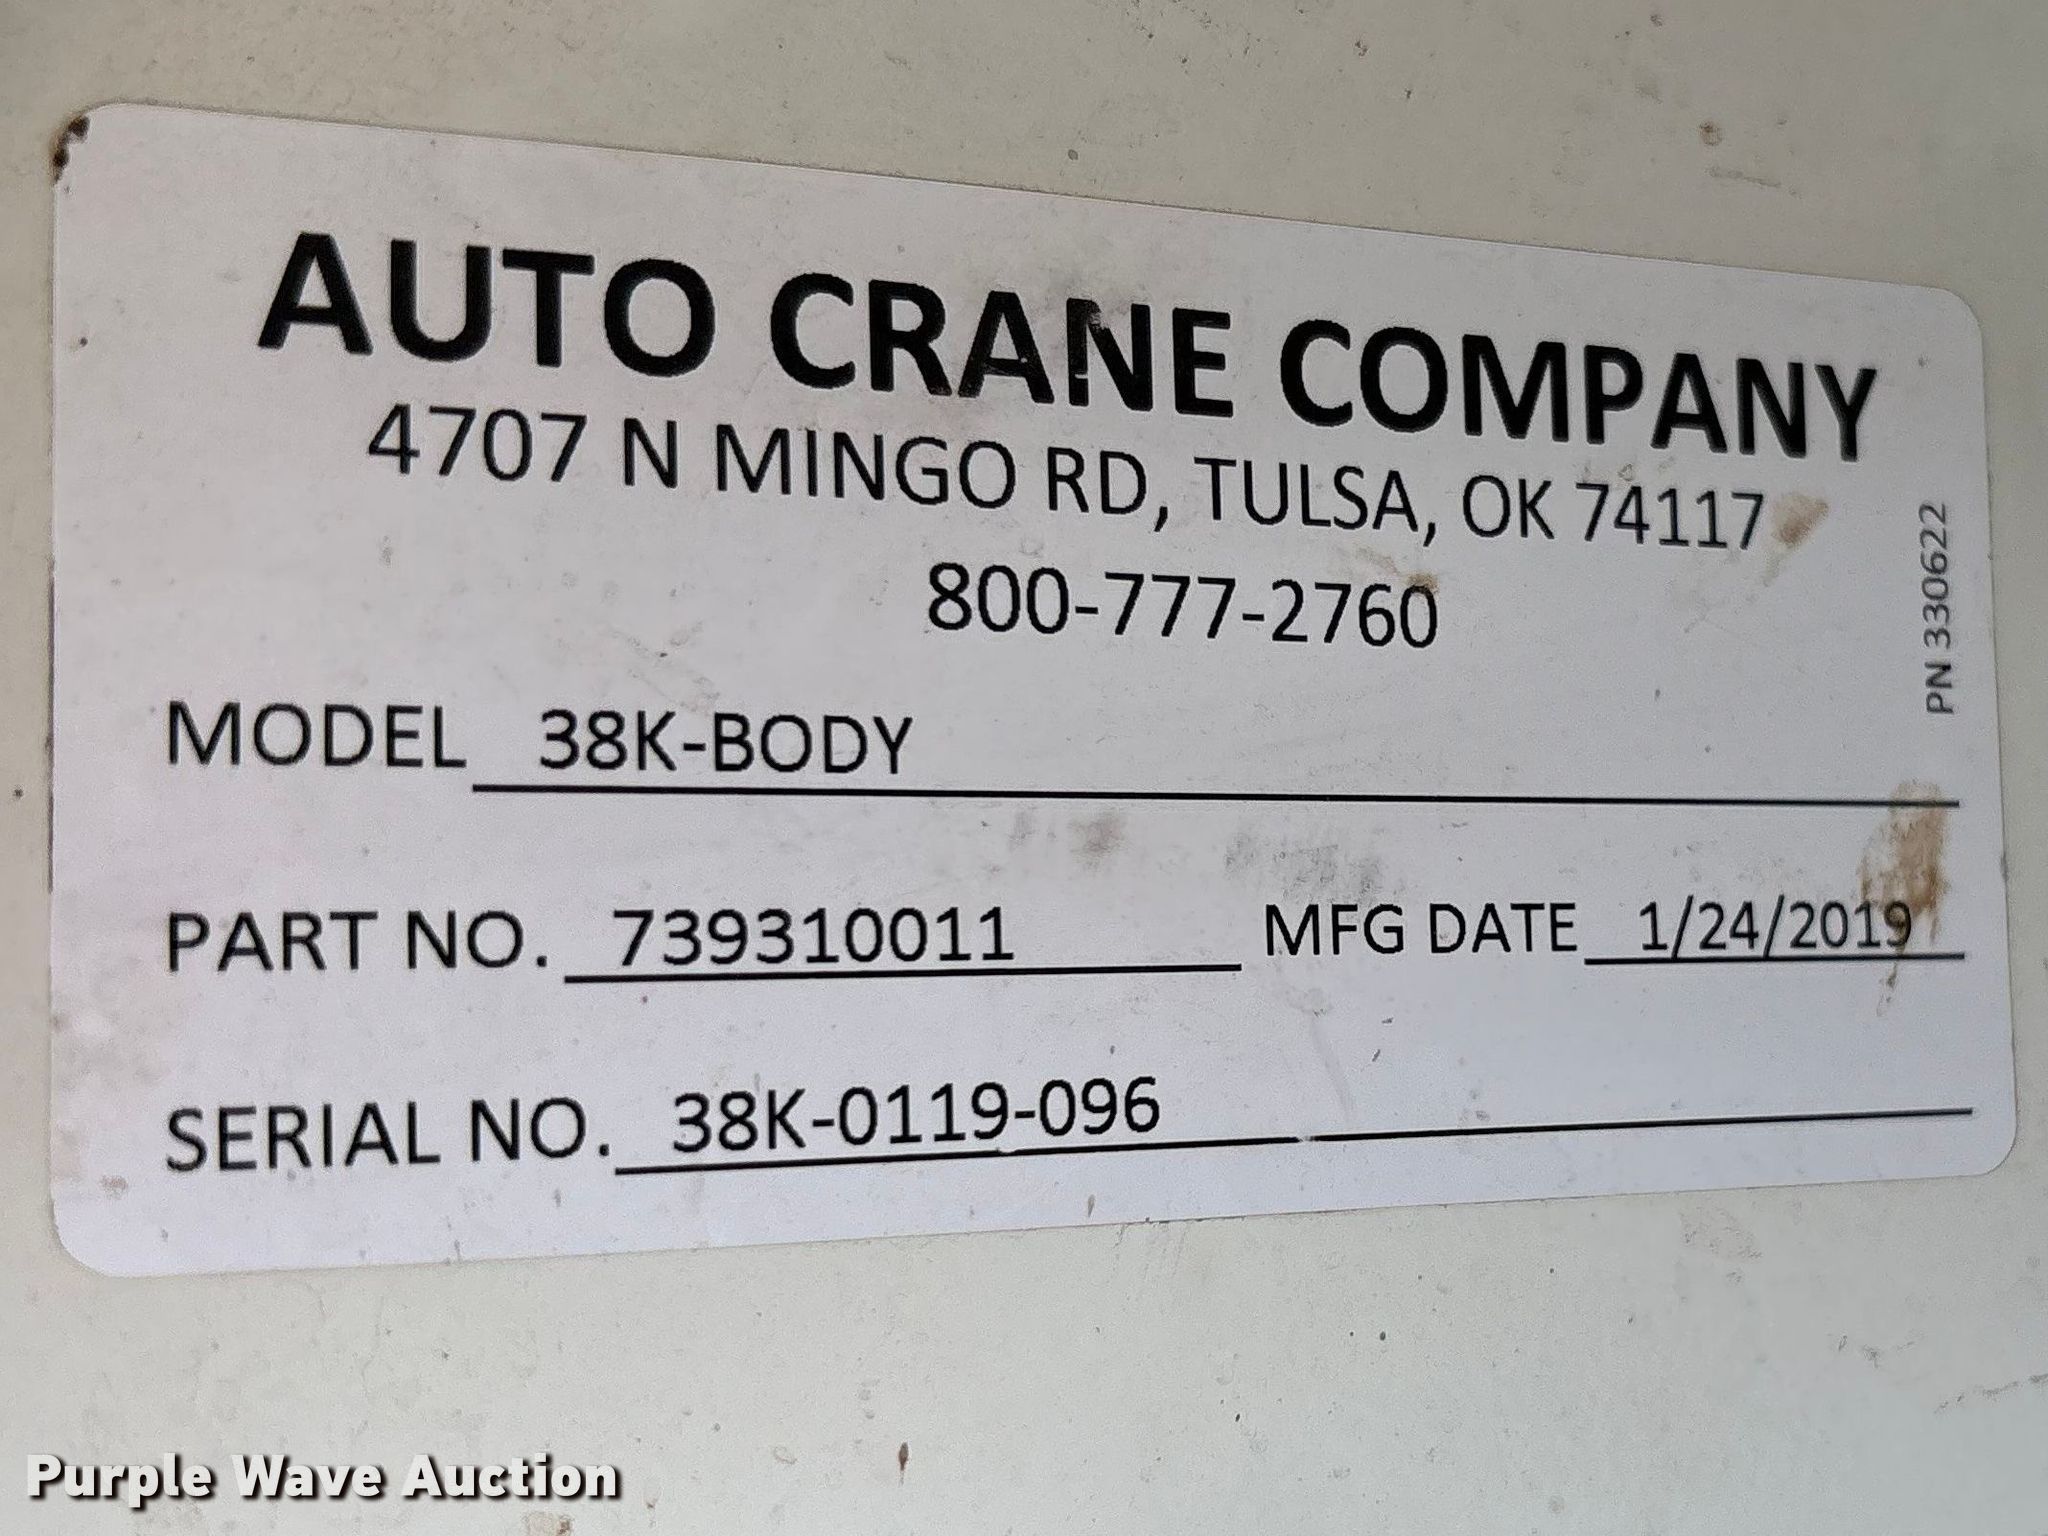 AUTO CRANE COMPANY
4707 N MINGO RD, TULSA, OK 74117
800-777-2760
PN 330622
MODEL 38K-BODY
PART NO. 739310011 MFG DATE 1/24/2019
SERIAL NO. 38K-0119-096
Purple Wave Auction